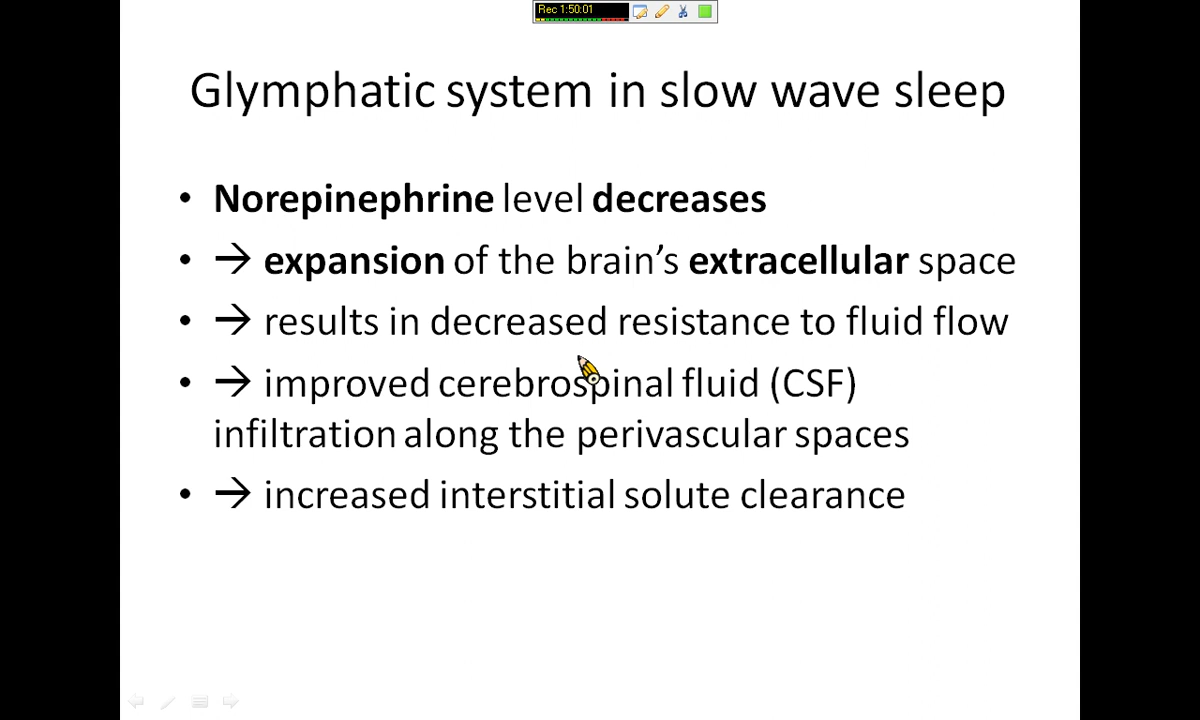 Rec 1:50:01
Glymphatic system in slow wave sleep
• Norepinephrine level decreases
• → expansion of the brain’s extracellular space
• → results in decreased resistance to fluid flow
• → improved cerebrospinal fluid (CSF)
infiltration along the perivascular spaces
• → increased interstitial solute clearance